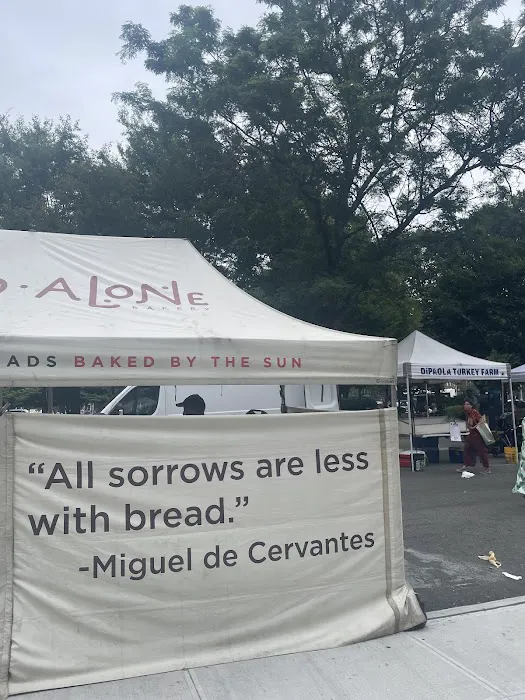 ALONE
BAKERY
ADS BAKED BY THE SUN
DiPAOLA TURKEY FARM
“All sorrows are less
with bread.”
-Miguel de Cervantes